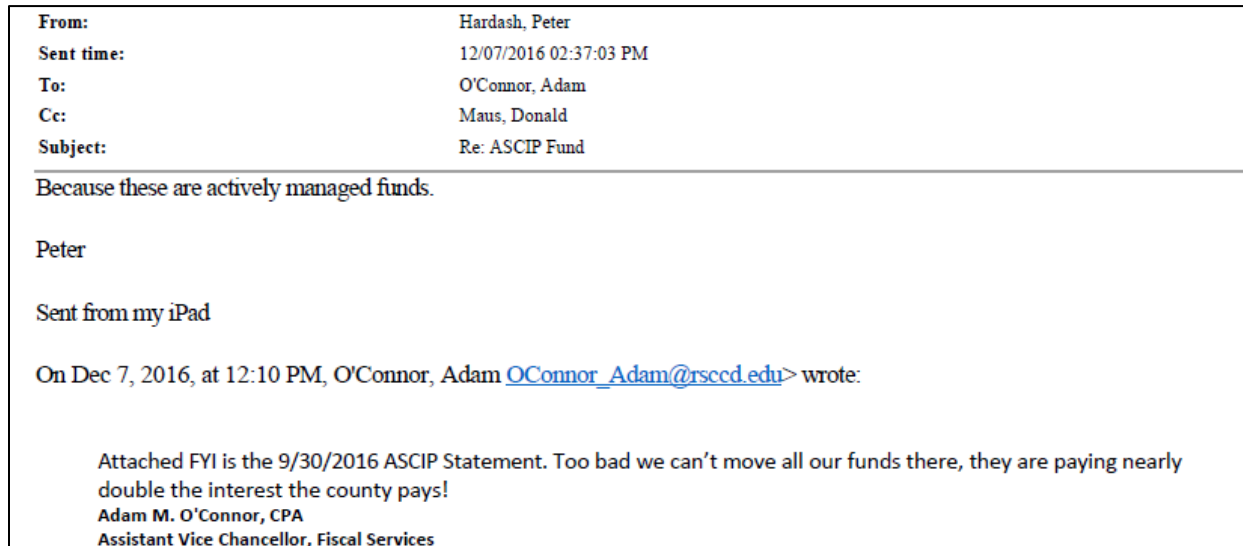 From: Hardash, Peter
Sent time: 12/07/2016 02:37:03 PM
To: O'Connor, Adam
Cc: Maus, Donald
Subject: Re: ASCIP Fund
Because these are actively managed funds.
Peter
Sent from my iPad
On Dec 7, 2016, at 12:10 PM, O'Connor, Adam OConnor_Adam@rsccd.edu> wrote:
Attached FYI is the 9/30/2016 ASCIP Statement. Too bad we can't move all our funds there, they are paying nearly
double the interest the county pays!
Adam M. O'Connor, CPA
Assistant Vice Chancellor, Fiscal Services